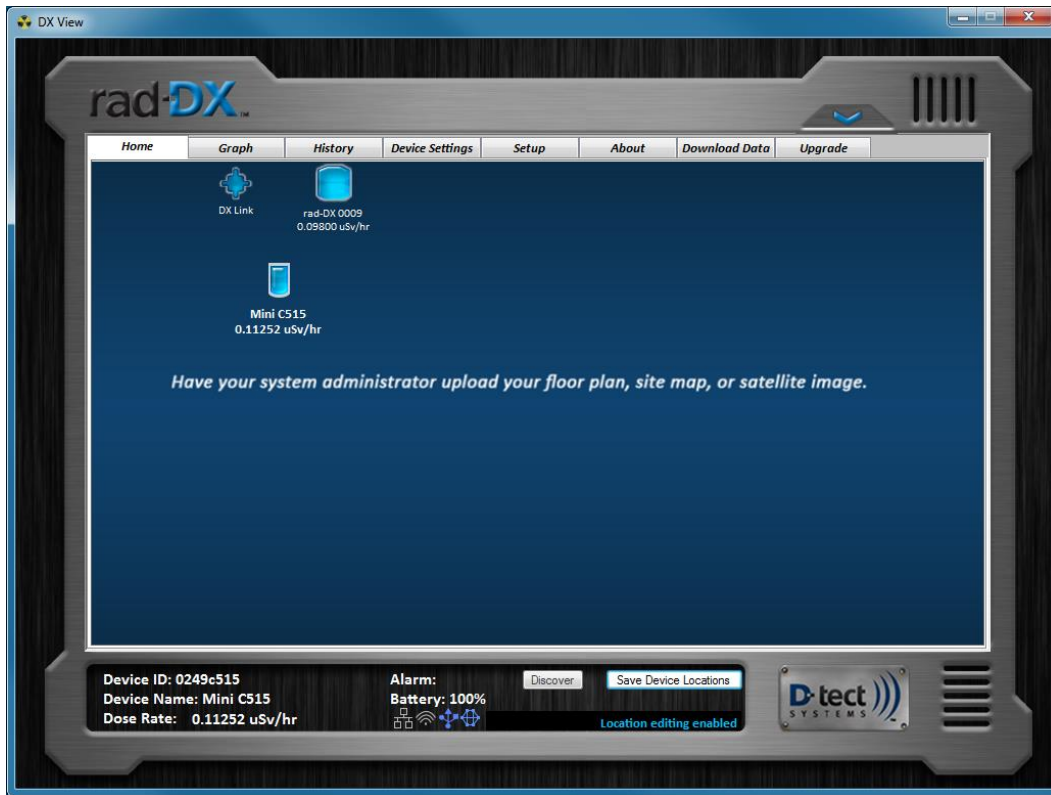 DX View
rad-DX™
Home Graph History Device Settings Setup About Download Data Upgrade
DX Link
rad-DX 0009
0.09800 uSv/hr
Mini C515
0.11252 uSv/hr
Have your system administrator upload your floor plan, site map, or satellite image.
Device ID: 0249c515 Alarm: Discover Save Device Locations
Device Name: Mini C515 Battery: 100%
Dose Rate: 0.11252 uSv/hr Location editing enabled
D-tect
SYSTEMS